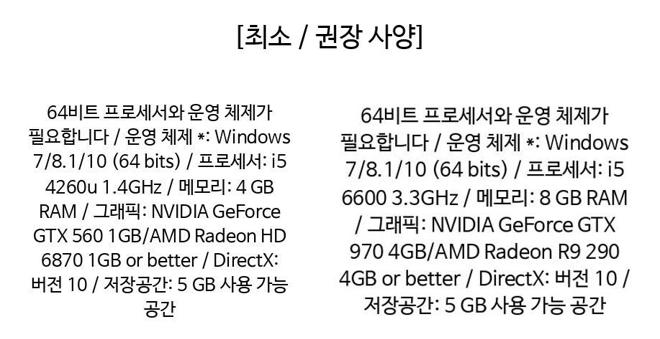 [최소 / 권장 사양]
64비트 프로세서와 운영 체제가
필요합니다 / 운영 체제 *: Windows
7/8.1/10 (64 bits) / 프로세서: i5
4260u 1.4GHz / 메모리: 4 GB
RAM / 그래픽: NVIDIA GeForce
GTX 560 1GB/AMD Radeon HD
6870 1GB or better / DirectX:
버전 10 / 저장공간: 5 GB 사용 가능
공간
64비트 프로세서와 운영 체제가
필요합니다 / 운영 체제 *: Windows
7/8.1/10 (64 bits) / 프로세서: i5
6600 3.3GHz / 메모리: 8 GB RAM
/ 그래픽: NVIDIA GeForce GTX
970 4GB/AMD Radeon R9 290
4GB or better / DirectX: 버전 10 /
저장공간: 5 GB 사용 가능 공간